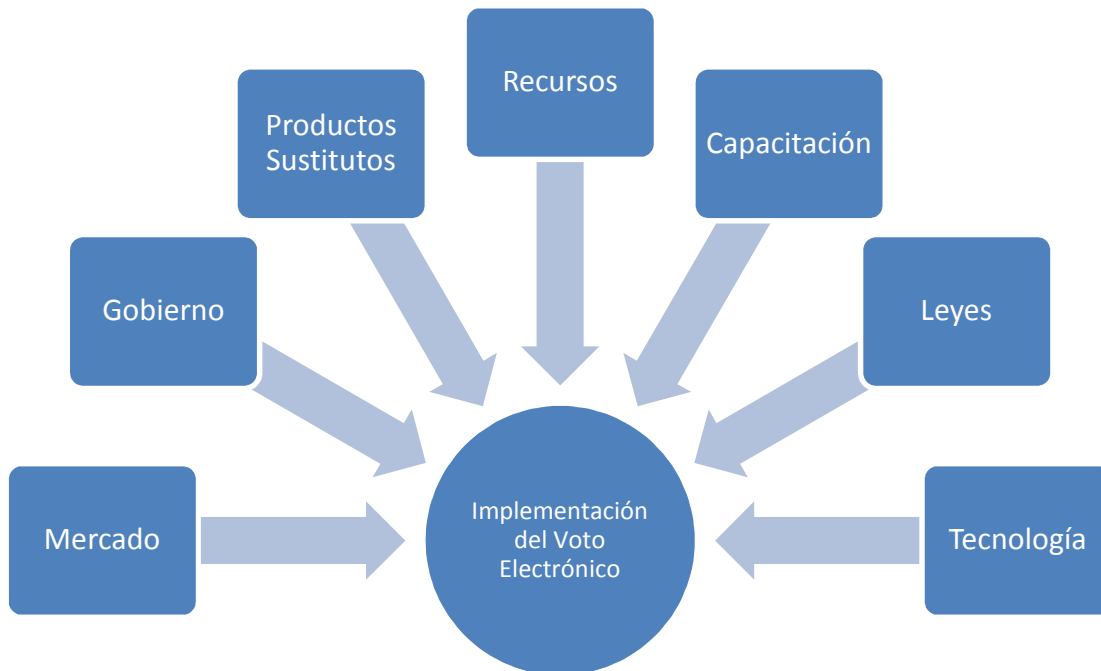 Recursos
Productos
Sustitutos
Capacitación
Gobierno
Leyes
Mercado
Implementación
del Voto
Electrónico
Tecnología